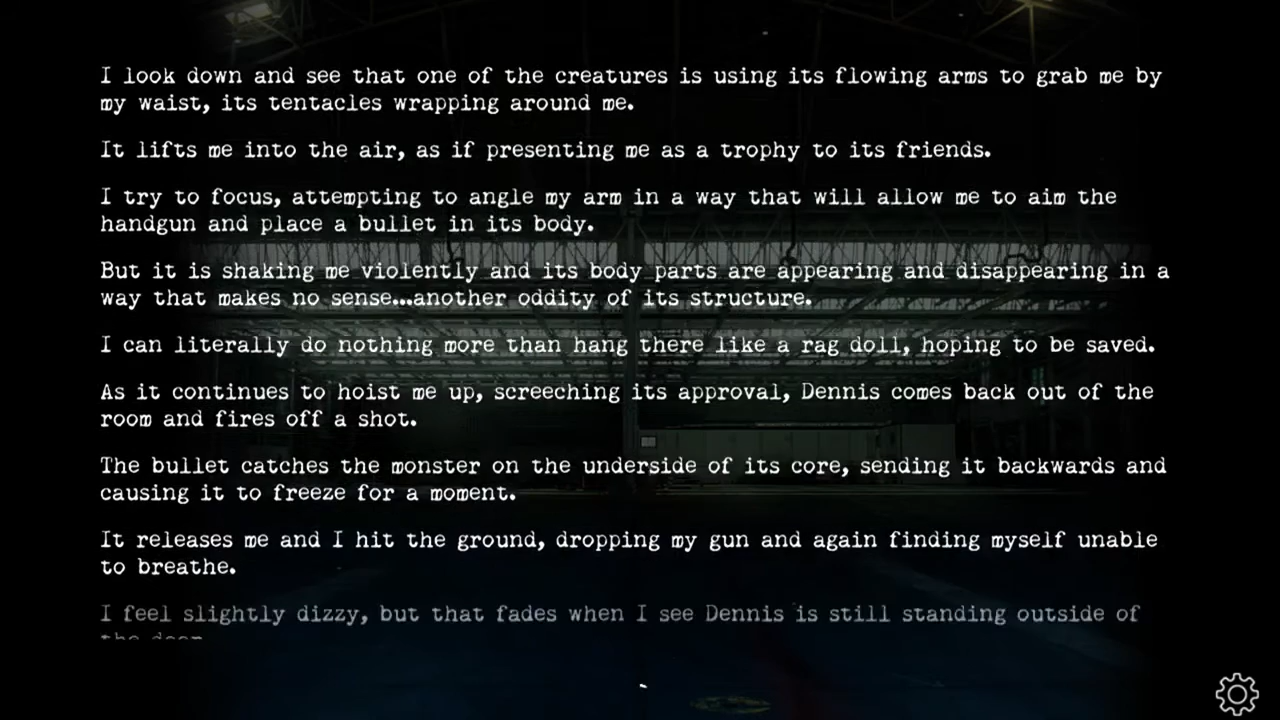 I look down and see that one of the creatures is using its flowing arms to grab me by
my waist, its tentacles wrapping around me.
It lifts me into the air, as if presenting me as a trophy to its friends.
I try to focus, attempting to angle my arm in a way that will allow me to aim the
handgun and place a bullet in its body.
But it is shaking me violently and its body parts are appearing and disappearing in a
way that makes no sense...another oddity of its structure.
I can literally do nothing more than hang there like a rag doll, hoping to be saved.
As it continues to hoist me up, screeching its approval, Dennis comes back out of the
room and fires off a shot.
The bullet catches the monster on the underside of its core, sending it backwards and
causing it to freeze for a moment.
It releases me and I hit the ground, dropping my gun and again finding myself unable
to breathe.
I feel slightly dizzy, but that fades when I see Dennis is still standing outside of
the